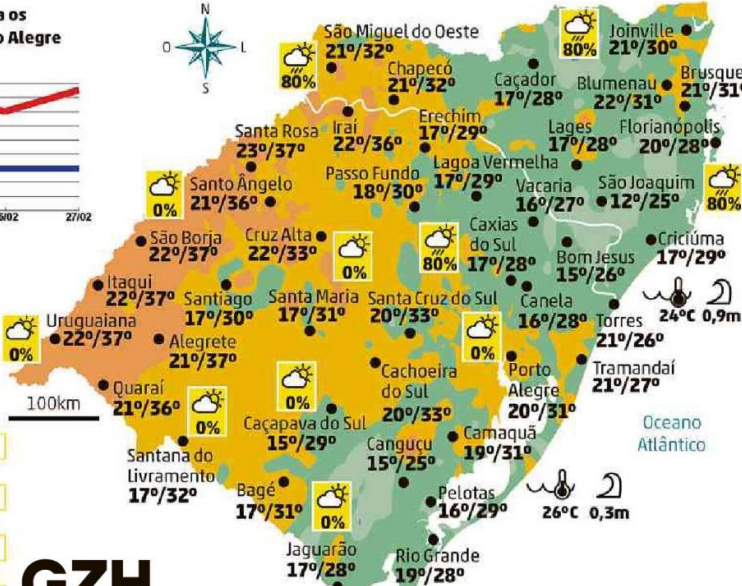 a os
o Alegre
6/02
27/02
N
O
L
S
São Miguel do Oeste
21º/32º
80%
Chapecó
21º/32º
Caçador
17º/28º
80%
Joinville
21º/30º
Blumenau
22º/31º
Brusque
21º/31º
Iraí
22º/36º
Erechim
17º/29º
Lages
17º/28º
Florianópolis
20º/28º
Santa Rosa
23º/37º
Passo Fundo
18º/30º
Lagoa Vermelha
17º/29º
Vacaria
16º/27º
São Joaquim
12º/25º
80%
0%
Santo Ângelo
21º/36º
São Borja
22º/37º
Cruz Alta
22º/33º
0%
80%
Caxias
do Sul
17º/28º
Bom Jesus
15º/26º
Criciúma
17º/29º
Itaqui
22º/37º
Santiago
17º/30º
Santa Maria
17º/31º
Santa Cruz do Sul
20º/33º
Canela
16º/28º
24ºC
0,9m
Torres
21º/26º
0%
Uruguaiana
22º/37º
Alegrete
21º/37º
0%
Porto
Alegre
20º/31º
Tramandaí
21º/27º
Quaraí
21º/36º
0%
0%
Cachoeira
do Sul
20º/33º
100km
Caçapava do Sul
15º/29º
Camaquã
19º/31º
Oceano
Atlântico
Santana do
Livramento
17º/32º
Canguçu
15º/25º
Bagé
17º/31º
0%
Pelotas
16º/29º
26ºC
0,3m
Jaguarão
17º/28º
Rio Grande
19º/28º
GZH